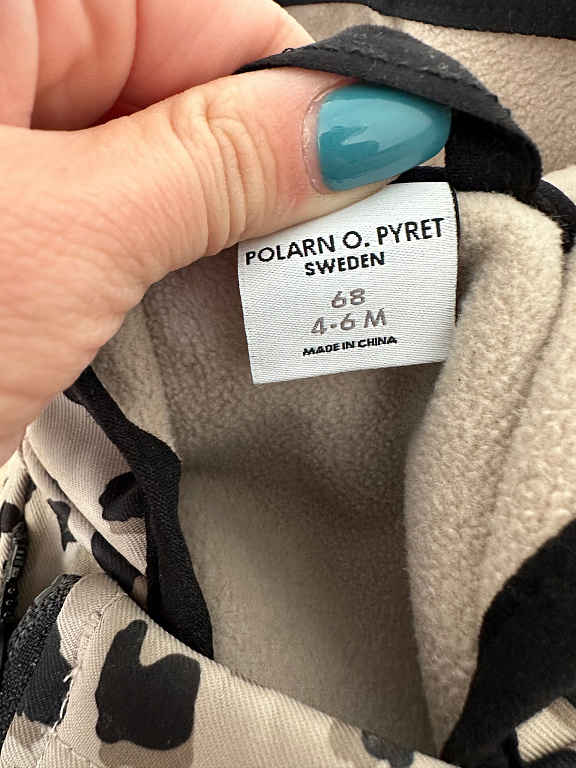 POLARN O. PYRET
SWEDEN
68
4-6 M
MADE IN CHINA